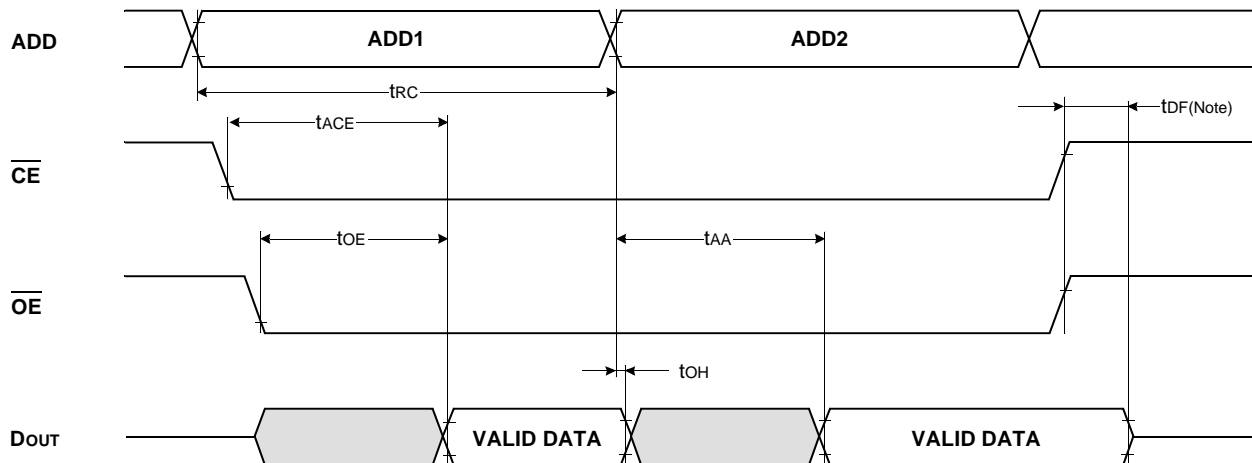 ADD
ADD1
ADD2
tRC
tDF(Note)
tACE
CE
tOE
tAA
OE
tOH
DOUT
VALID DATA
VALID DATA